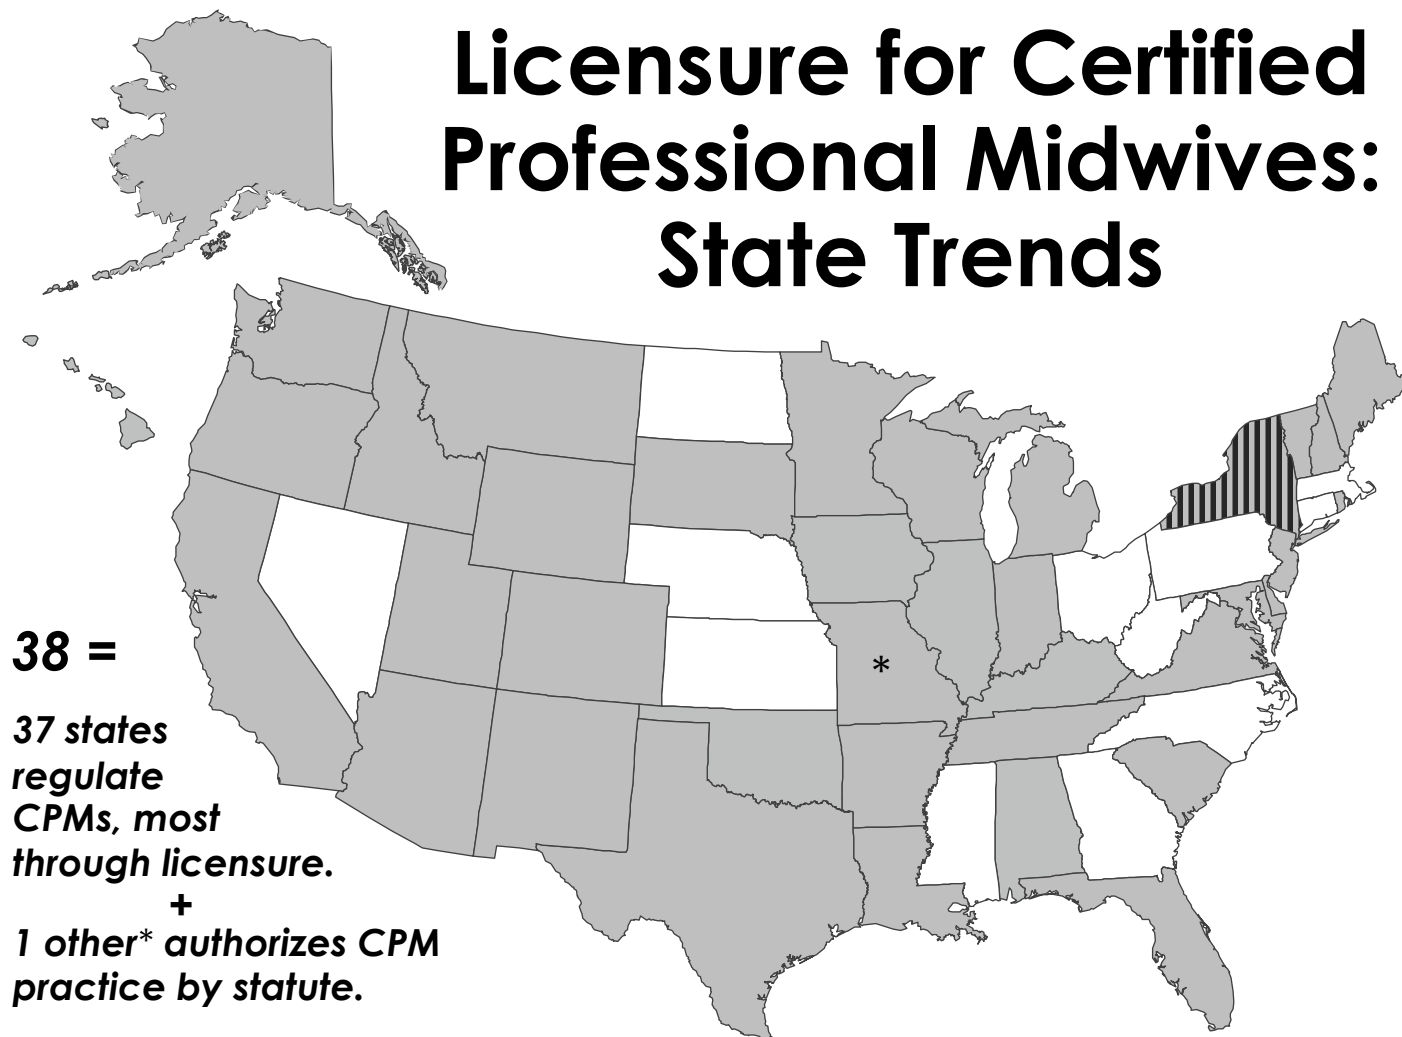 Licensure for Certified
Professional Midwives:
State Trends
*
38 =
37 states
regulate
CPMs, most
through licensure.
+
1 other* authorizes CPM
practice by statute.